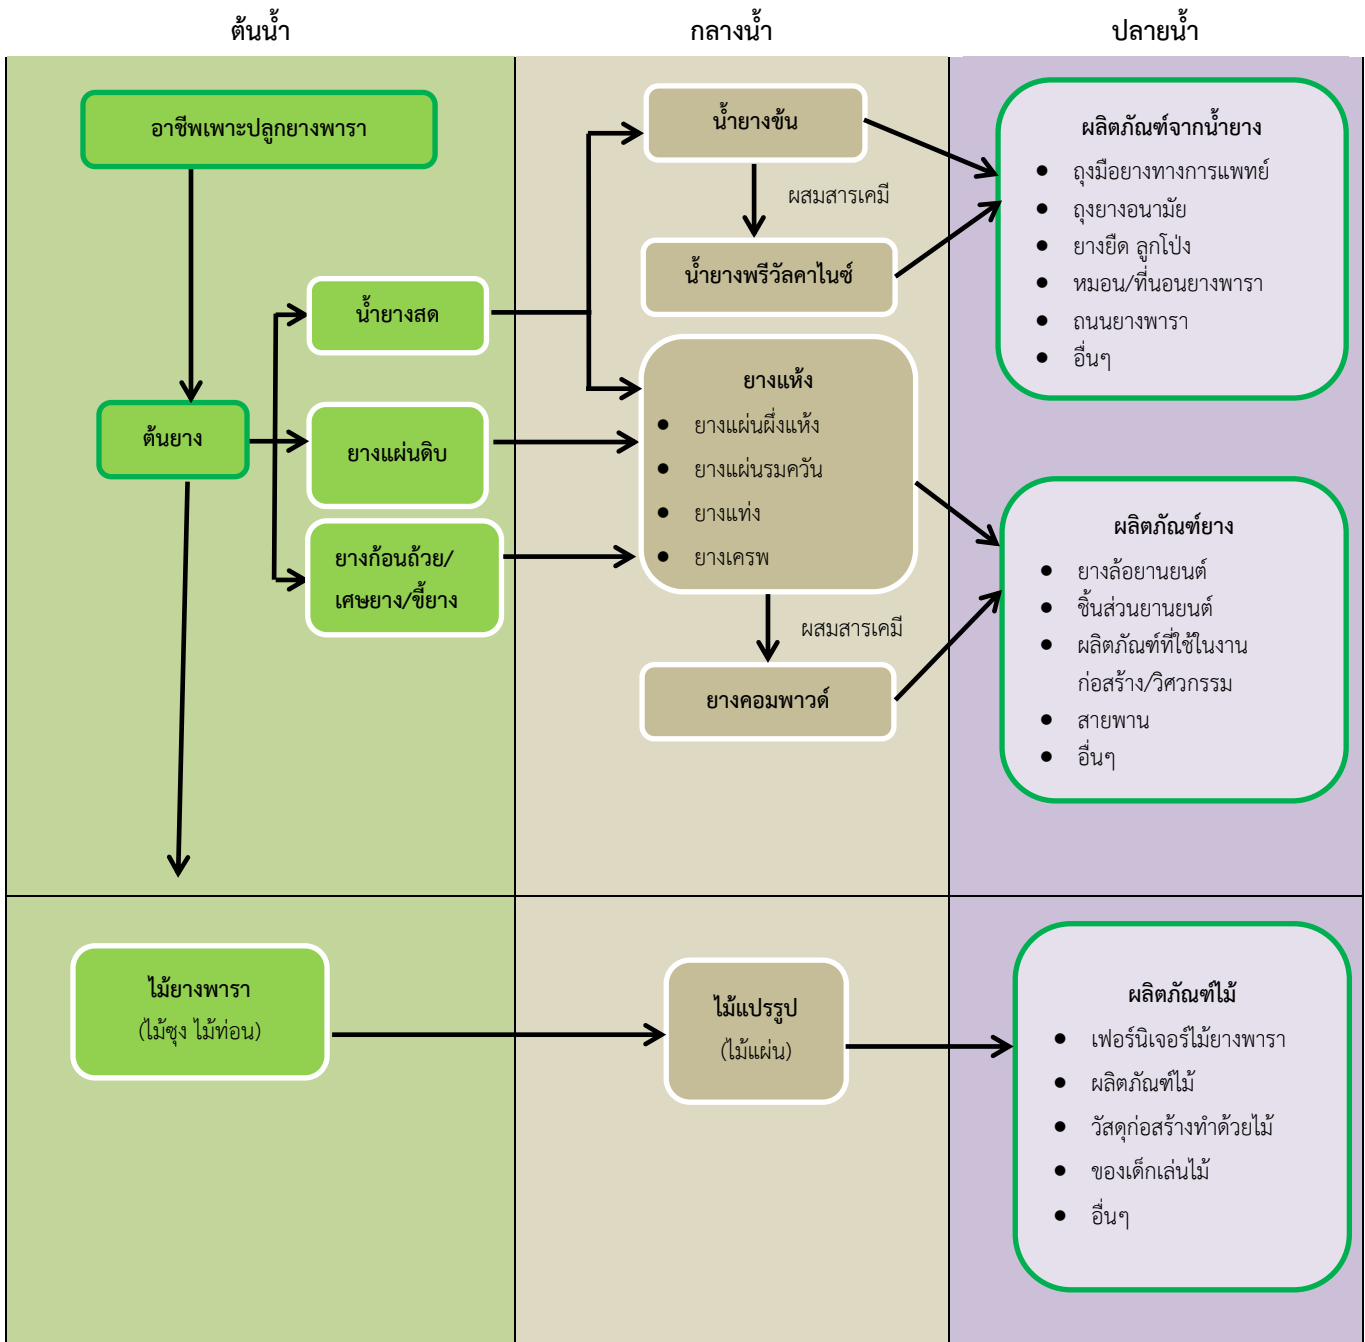 ต้นน้ำ
กลางน้ำ
ปลายน้ำ
อาชีพเพาะปลูกยางพารา
ต้นยาง
น้ำยางสด
ยางแผ่นดิบ
ยางก้อนถ้วย/
เศษยาง/ขี้ยาง
น้ำยางข้น
ผสมสารเคมี
น้ำยางพรีวัลคาไนซ์
ยางแห้ง
● ยางแผ่นผึ่งแห้ง
● ยางแผ่นรมควัน
● ยางแท่ง
● ยางเครพ
ผสมสารเคมี
ยางคอมพาวด์
ผลิตภัณฑ์จากน้ำยาง
● ถุงมือยางทางการแพทย์
● ถุงยางอนามัย
● ยางยืด ลูกโป่ง
● หมอน/ที่นอนยางพารา
● ถนนยางพารา
● อื่นๆ
ผลิตภัณฑ์ยาง
● ยางล้อยานยนต์
● ชิ้นส่วนยานยนต์
● ผลิตภัณฑ์ที่ใช้ในงาน
ก่อสร้าง/วิศวกรรม
● สายพาน
● อื่นๆ
ไม้ยางพารา
(ไม้ซุง ไม้ท่อน)
ไม้แปรรูป
(ไม้แผ่น)
ผลิตภัณฑ์ไม้
● เฟอร์นิเจอร์ไม้ยางพารา
● ผลิตภัณฑ์ไม้
● วัสดุก่อสร้างทำด้วยไม้
● ของเด็กเล่นไม้
● อื่นๆ